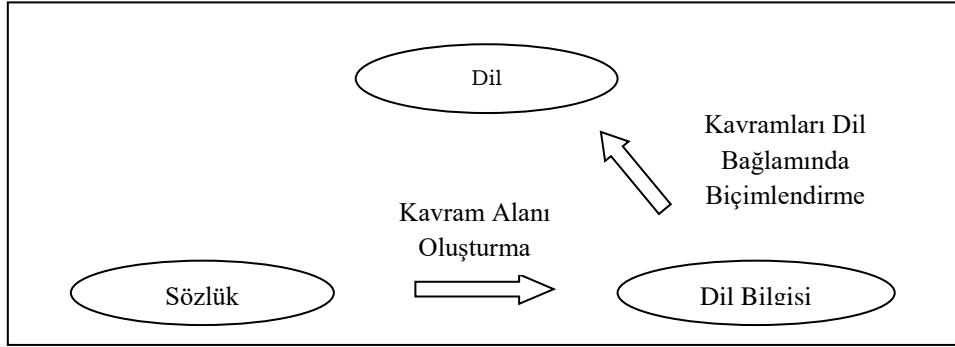 Dil
Kavramları Dil
Bağlamında
Biçimlendirme
Kavram Alanı
Oluşturma
Sözlük
Dil Bilgisi